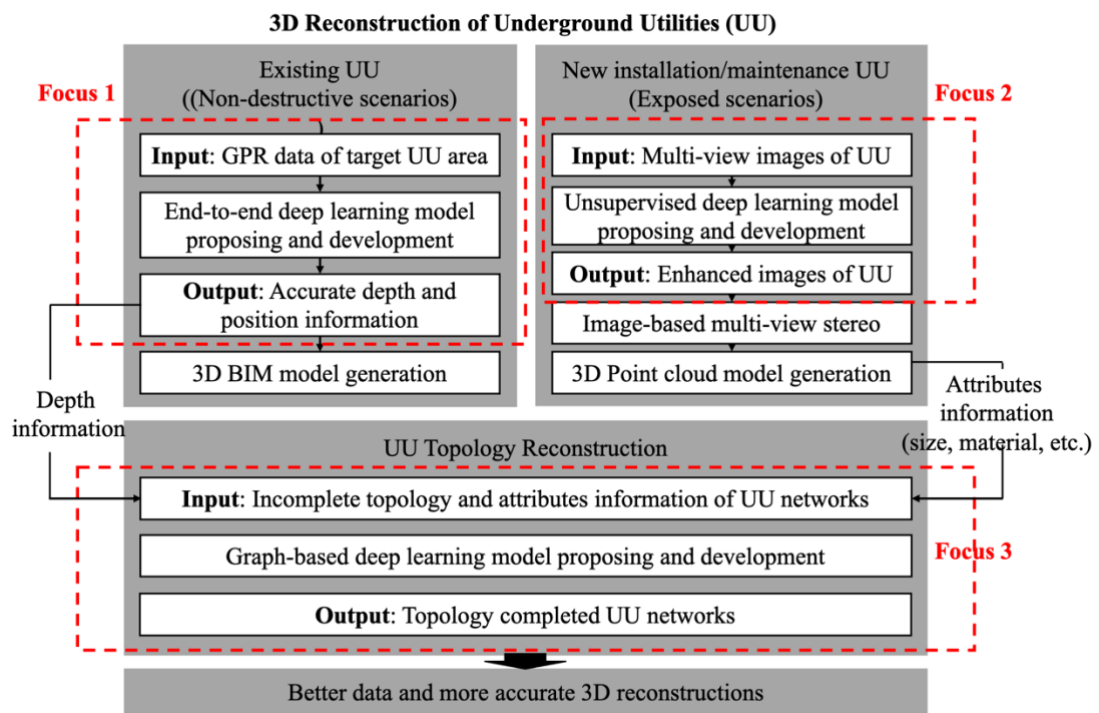 3D Reconstruction of Underground Utilities (UU)
Existing UU
((Non-destructive scenarios)
Focus 1
Input: GPR data of target UU area
End-to-end deep learning model
proposing and development
Output: Accurate depth and
position information
3D BIM model generation
New installation/maintenance UU
(Exposed scenarios)
Focus 2
Input: Multi-view images of UU
Unsupervised deep learning model
proposing and development
Output: Enhanced images of UU
Image-based multi-view stereo
3D Point cloud model generation
Depth
information
Attributes
information
(size, material, etc.)
UU Topology Reconstruction
Input: Incomplete topology and attributes information of UU networks
Graph-based deep learning model proposing and development
Focus 3
Output: Topology completed UU networks
Better data and more accurate 3D reconstructions